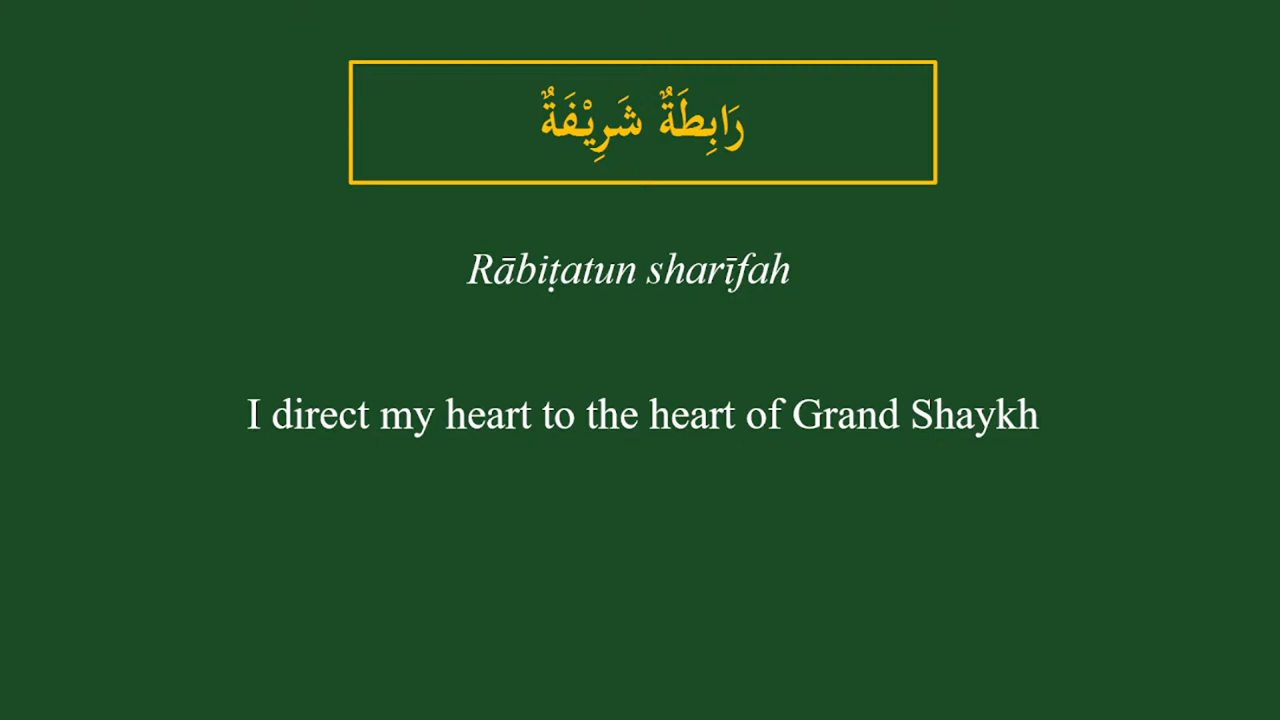 رَابِطَةٌ شَرِيْفَةٌ
Rābiṭatun sharīfah
I direct my heart to the heart of Grand Shaykh